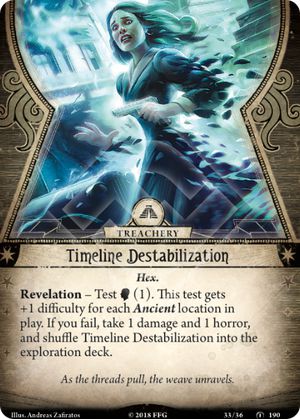 TREACHERY
Timeline Destabilization
Hex.
Revelation – Test (1). This test gets
+1 difficulty for each Ancient location in
play. If you fail, take 1 damage and 1 horror,
and shuffle Timeline Destabilization into the
exploration deck.
As the threads pull, the weave unravels.
Illus. Andreas Zafiratos
© 2018 FFG
33/36
190